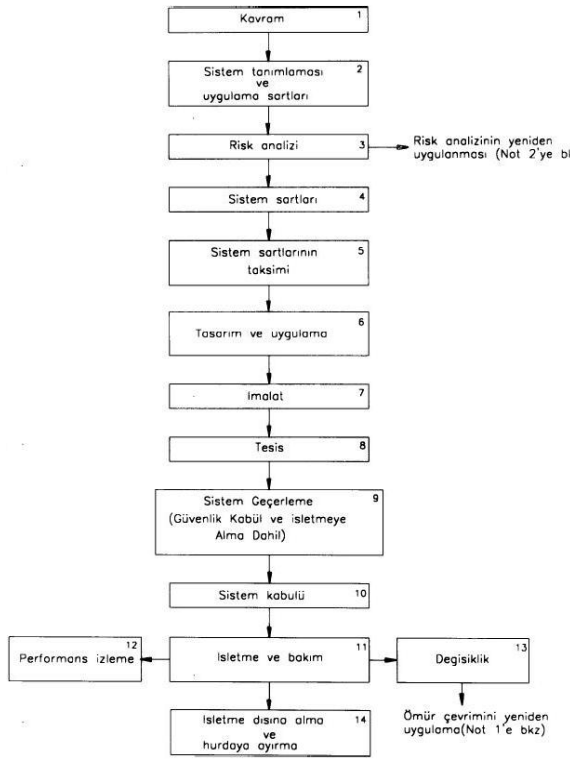 Kavram 1
Sistem tanımlaması 2
ve
uygulama sartları
Risk analizi 3
Risk analizinin yeniden
uygulanması (Not 2'ye
Sistem sartları 4
Sistem sartlarının 5
taksimi
Tasarım ve uygulama 6
Imalat 7
Tesis 8
Sistem Geçerleme 9
(Güvenlik Kabül ve isletmeye
Alma Dahil)
Sistem kabulü 10
Performans izleme 12
Isletme ve bakım 11
Degisiklik 13
Isletme dısına alma 14
ve
hurdaya ayırma
Ömür çevrimini yeniden
uygulama(Not 1'e bkz)